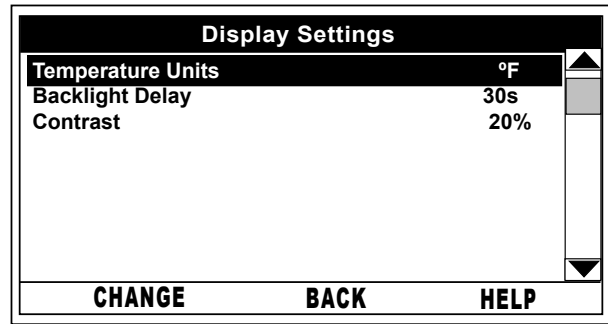 Display Settings
Temperature Units ºF
Backlight Delay 30s
Contrast 20%
CHANGE BACK HELP